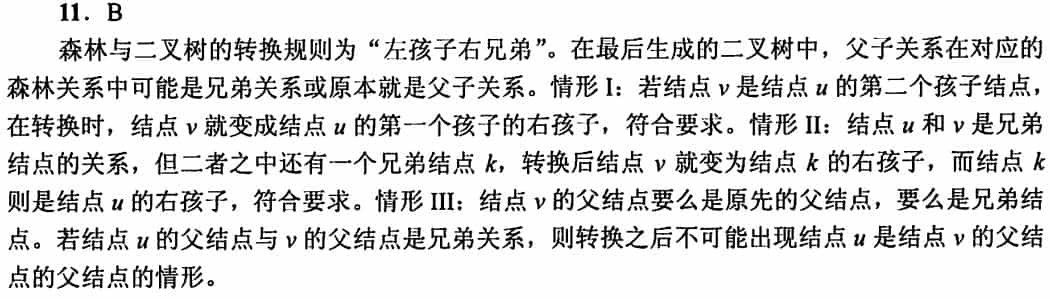 11. B
森林与二叉树的转换规则为“左孩子右兄弟”。在最后生成的二叉树中，父子关系在对应的
森林关系中可能是兄弟关系或原本就是父子关系。情形 I：若结点 v 是结点 u 的第二个孩子结点，
在转换时，结点 v 就变成结点 u 的第一个孩子的右孩子，符合要求。情形 II：结点 u 和 v 是兄弟
结点的关系，但二者之中还有一个兄弟结点 k，转换后结点 v 就变为结点 k 的右孩子，而结点 k
则是结点 u 的右孩子，符合要求。情形 III：结点 v 的父结点要么是原先的父结点，要么是兄弟结
点。若结点 u 的父结点与 v 的父结点是兄弟关系，则转换之后不可能出现结点 u 是结点 v 的父结
点的父结点的情形。